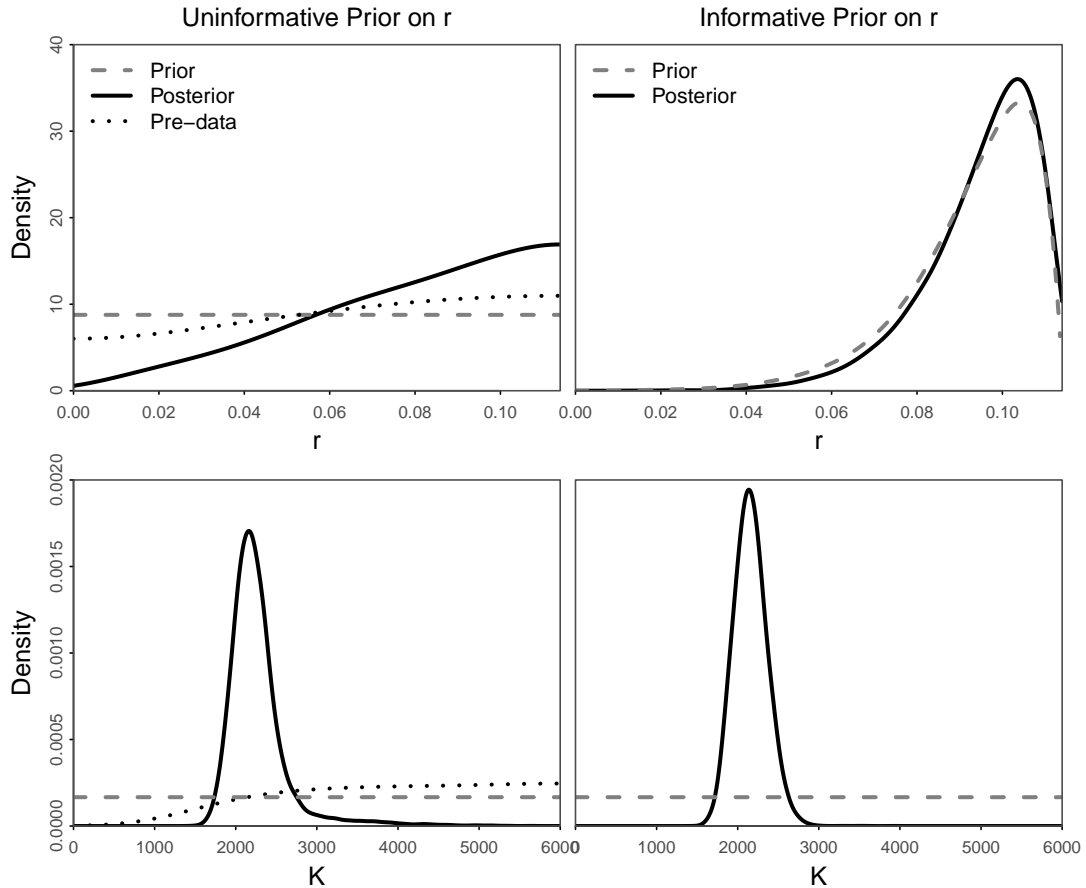 Uninformative Prior on r
Informative Prior on r
40
30
20
10
0
Density
Prior
Posterior
Pre−data
Prior
Posterior
0.00 0.02 0.04 0.06 0.08 0.10
0.00 0.02 0.04 0.06 0.08 0.10
r
r
0.0020
0.0015
0.0010
0.0005
0.0000
Density
0 1000 2000 3000 4000 5000 6000
0 1000 2000 3000 4000 5000 6000
K
K